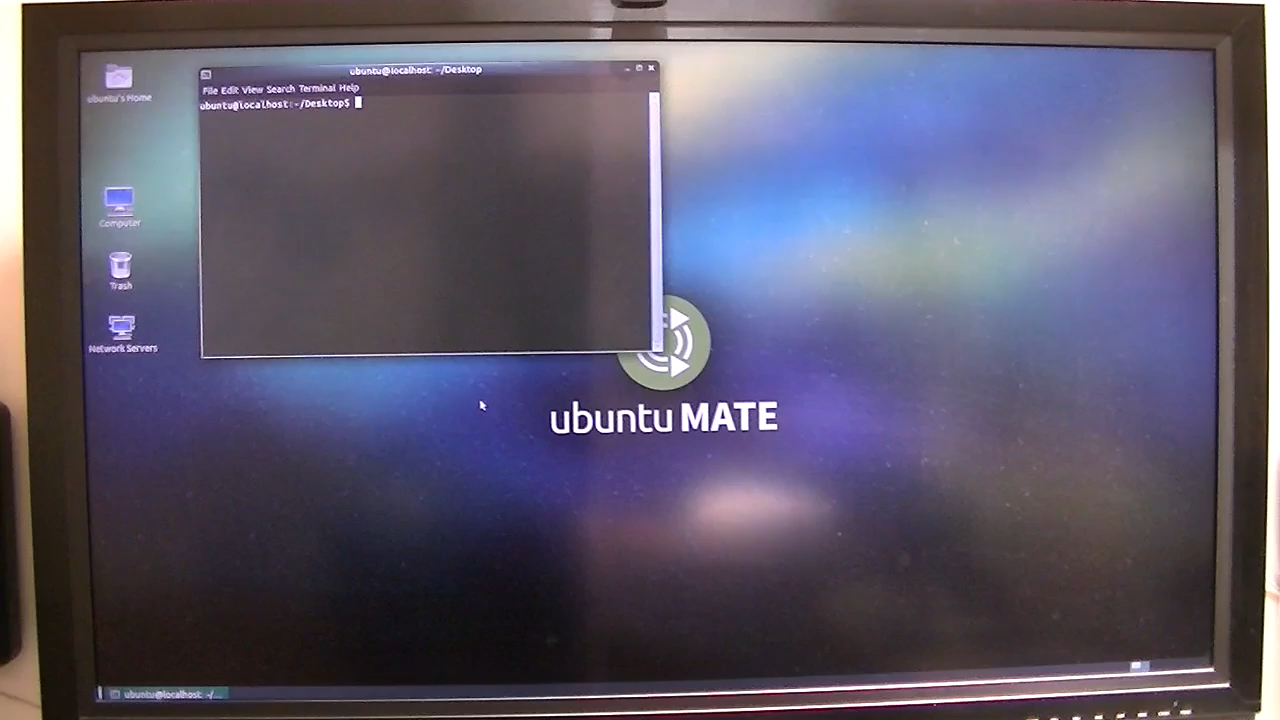 ubuntu@localhost: ~/Desktop
File Edit View Search Terminal Help
ubuntu@localhost:~/Desktop$
ubuntu's Home
Computer
Trash
Network Servers
ubuntu MATE
ubuntu@localhost: ~/...